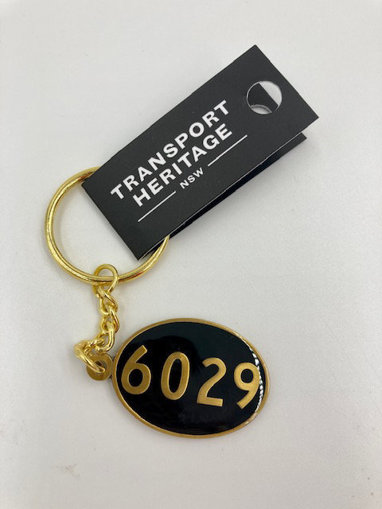 TRANSPORT
HERITAGE
NSW
6029